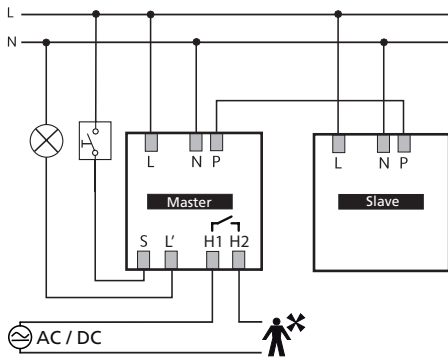 L
N
L N P
L N P
Master
Slave
S L′ H1 H2
AC / DC